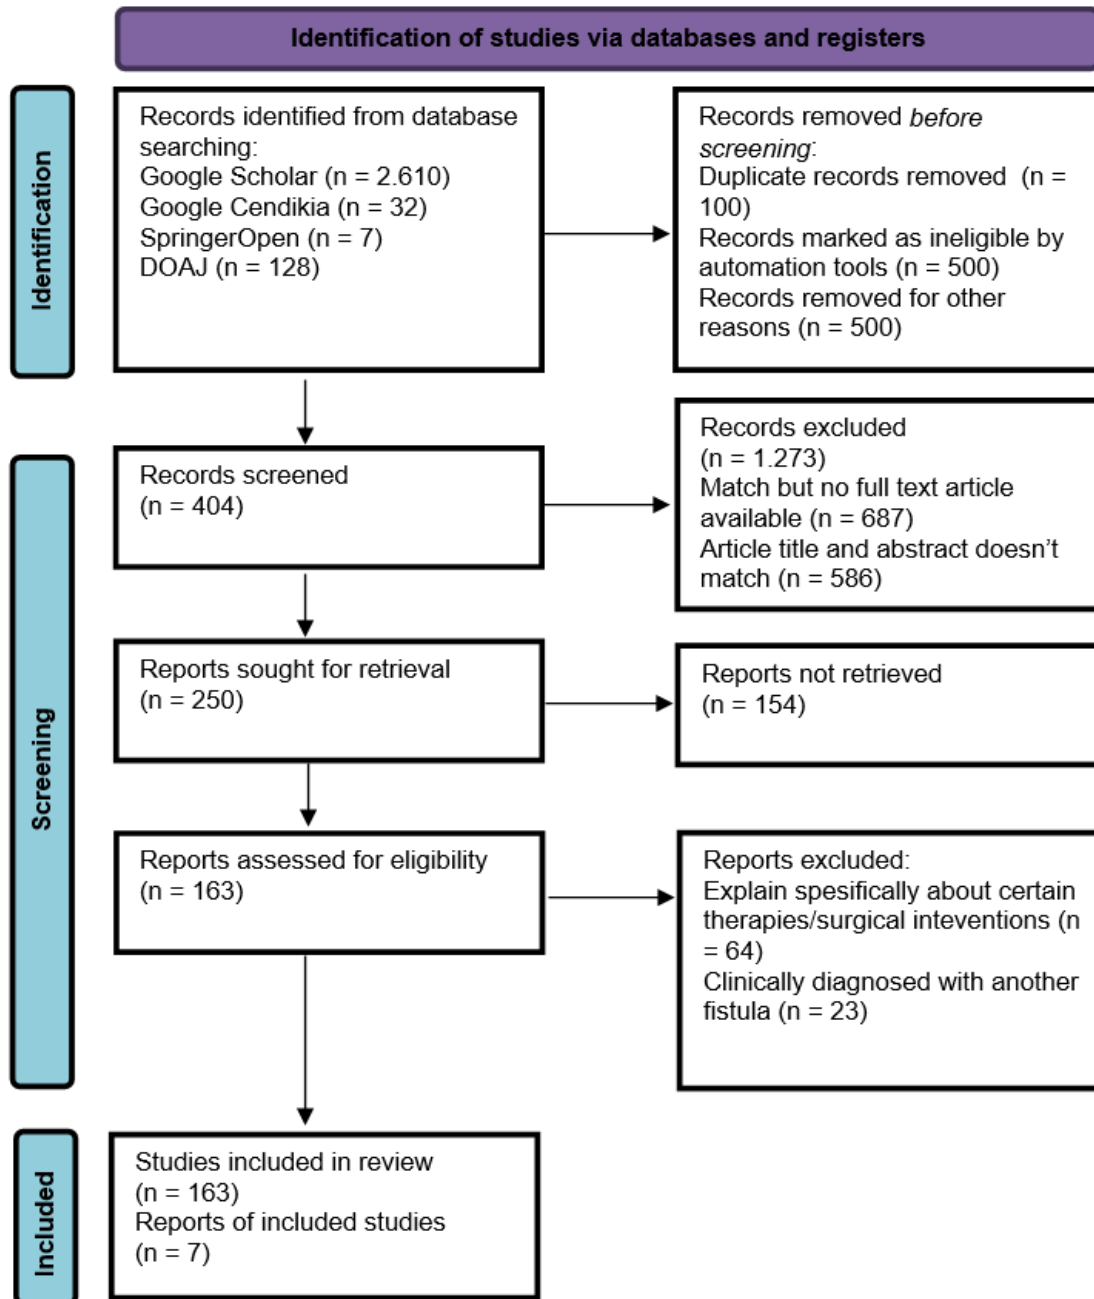 Identification of studies via databases and registers
Identification
Records identified from database
searching:
Google Scholar (n = 2.610)
Google Cendikia (n = 32)
SpringerOpen (n = 7)
DOAJ (n = 128)
Records removed before
screening:
Duplicate records removed (n =
100)
Records marked as ineligible by
automation tools (n = 500)
Records removed for other
reasons (n = 500)
Screening
Records screened
(n = 404)
Records excluded
(n = 1.273)
Match but no full text article
available (n = 687)
Article title and abstract doesn’t
match (n = 586)
Reports sought for retrieval
(n = 250)
Reports not retrieved
(n = 154)
Reports assessed for eligibility
(n = 163)
Reports excluded:
Explain spesifically about certain
therapies/surgical inteventions (n
= 64)
Clinically diagnosed with another
fistula (n = 23)
Included
Studies included in review
(n = 163)
Reports of included studies
(n = 7)